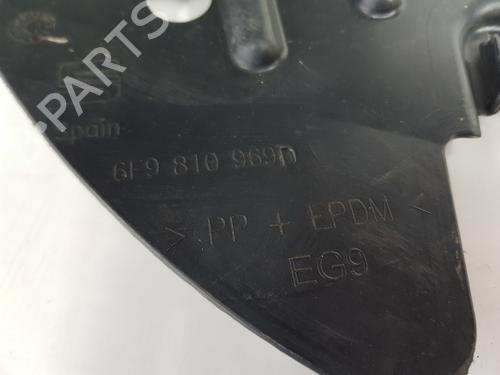 B-PARTS
Spain
6F9 810 969D
> PP + EPDM <
EG9